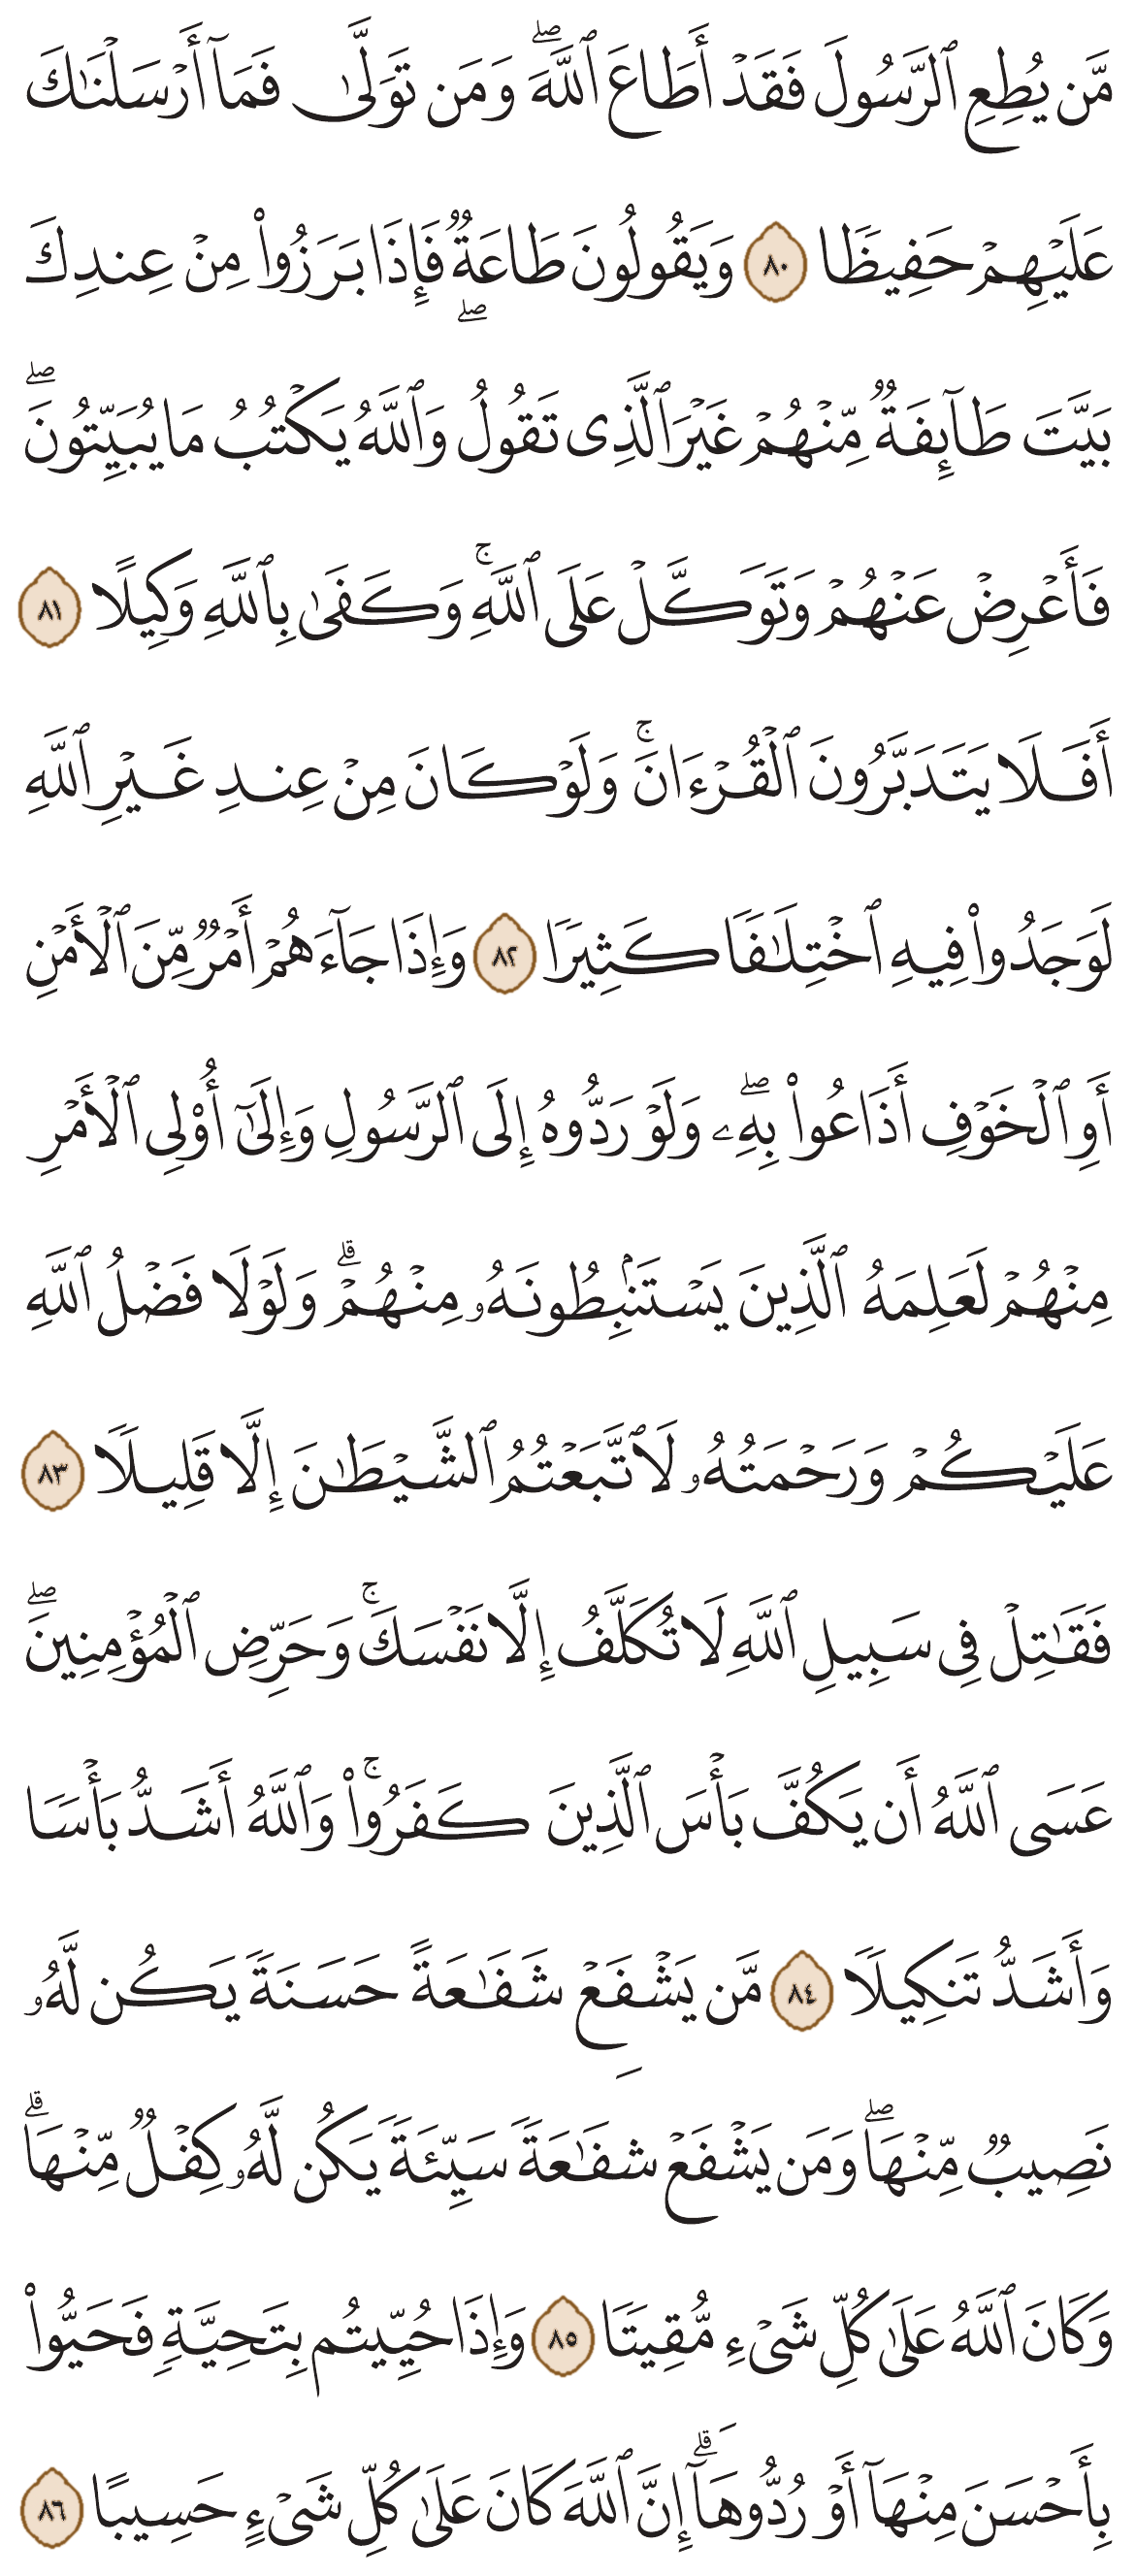 مَّن يُطِعِ ٱلرَّسُولَ فَقَدْ أَطَاعَ ٱللَّهَ ۖ وَمَن تَوَلَّىٰ فَمَآ أَرْسَلْنَـٰكَ
عَلَيْهِمْ حَفِيظًا ٨٠ وَيَقُولُونَ طَاعَةٌ ۖ فَإِذَا بَرَزُوا۟ مِنْ عِندِكَ
بَيَّتَ طَآئِفَةٌ مِّنْهُمْ غَيْرَ ٱلَّذِى تَقُولُ وَٱللَّهُ يَكْتُبُ مَا يُبَيِّتُونَ ۖ
فَأَعْرِضْ عَنْهُمْ وَتَوَكَّلْ عَلَى ٱللَّهِ ۚ وَكَفَىٰ بِٱللَّهِ وَكِيلًا ٨١
أَفَلَا يَتَدَبَّرُونَ ٱلْقُرْءَانَ ۚ وَلَوْ كَانَ مِنْ عِندِ غَيْرِ ٱللَّهِ
لَوَجَدُوا۟ فِيهِ ٱخْتِلَـٰفًا كَثِيرًا ٨٢ وَإِذَا جَآءَهُمْ أَمْرٌ مِّنَ ٱلْأَمْنِ
أَوِ ٱلْخَوْفِ أَذَاعُوا۟ بِهِۦ ۖ وَلَوْ رَدُّوهُ إِلَى ٱلرَّسُولِ وَإِلَىٰٓ أُو۟لِى ٱلْأَمْرِ
مِنْهُمْ لَعَلِمَهُ ٱلَّذِينَ يَسْتَنۢبِطُونَهُۥ مِنْهُمْ ۗ وَلَوْلَا فَضْلُ ٱللَّهِ
عَلَيْكُمْ وَرَحْمَتُهُۥ لَٱتَّبَعْتُمُ ٱلشَّيْطَـٰنَ إِلَّا قَلِيلًا ٨٣
فَقَـٰتِلْ فِى سَبِيلِ ٱللَّهِ لَا تُكَلَّفُ إِلَّا نَفْسَكَ ۚ وَحَرِّضِ ٱلْمُؤْمِنِينَ ۖ
عَسَى ٱللَّهُ أَن يَكُفَّ بَأْسَ ٱلَّذِينَ كَفَرُوا۟ ۚ وَٱللَّهُ أَشَدُّ بَأْسًا
وَأَشَدُّ تَنكِيلًا ٨٤ مَّن يَشْفَعْ شَفَـٰعَةً حَسَنَةً يَكُن لَّهُۥ
نَصِيبٌ مِّنْهَا ۖ وَمَن يَشْفَعْ شَفَـٰعَةً سَيِّئَةً يَكُن لَّهُۥ كِفْلٌ مِّنْهَا ۗ
وَكَانَ ٱللَّهُ عَلَىٰ كُلِّ شَىْءٍ مُّقِيتًا ٨٥ وَإِذَا حُيِّيتُم بِتَحِيَّةٍ فَحَيُّوا۟
بِأَحْسَنَ مِنْهَآ أَوْ رُدُّوهَآ ۗ إِنَّ ٱللَّهَ كَانَ عَلَىٰ كُلِّ شَىْءٍ حَسِيبًا ٨٦